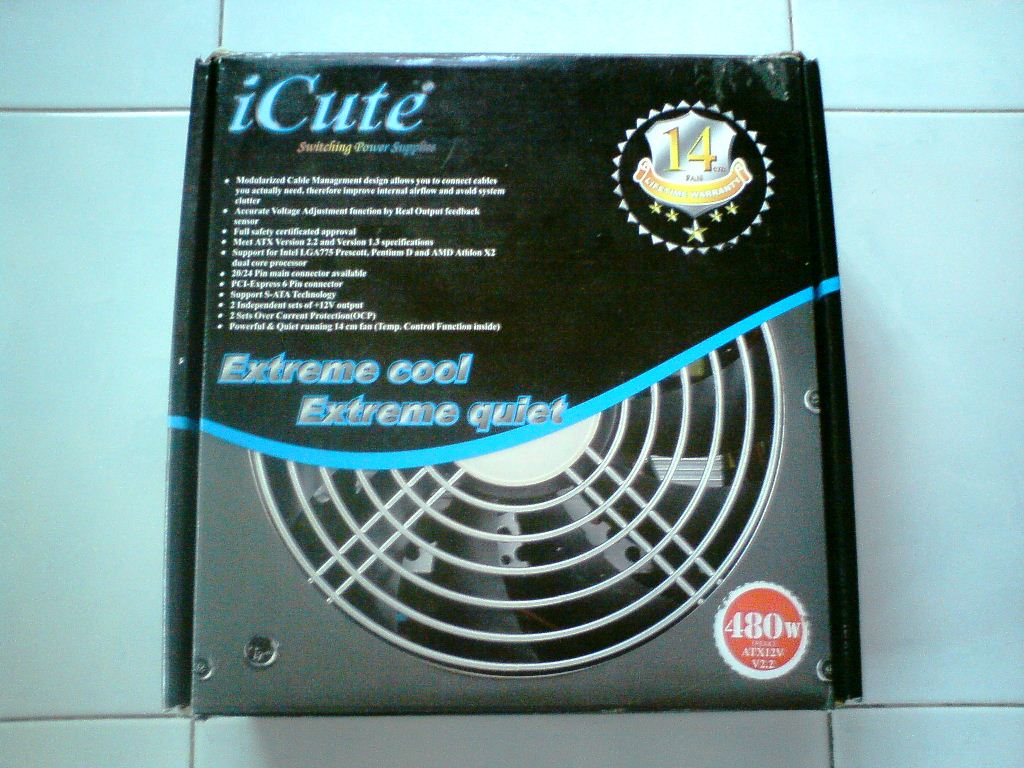 iCute
Switching Power Supplies
• Modularized Cable Management design allows you to connect cables
you actually need, therefore improve internal airflow and avoid system
clutter
• Accurate Voltage Adjustment function by Real Output feedback
sensor
• Full safety certificated approval
• Meet ATX Version 2.2 and Version 1.3 specifications
• Support for Intel LGA775 Prescott, Pentium D and AMD Athlon X2
dual core processor
• 20/24 Pin main connector available
• PCI-Express 6 Pin connector
• Support S-ATA Technology
• 2 Independent sets of +12V output
• 2 Sets Over Current Protection(OCP)
• Powerful & Quiet running 14 cm fan (Temp. Control Function inside)
14cm
FAN
LIFETIME WARRANTY
Extreme cool
Extreme quiet
480W
(PEAK)
ATX12V
V2.2